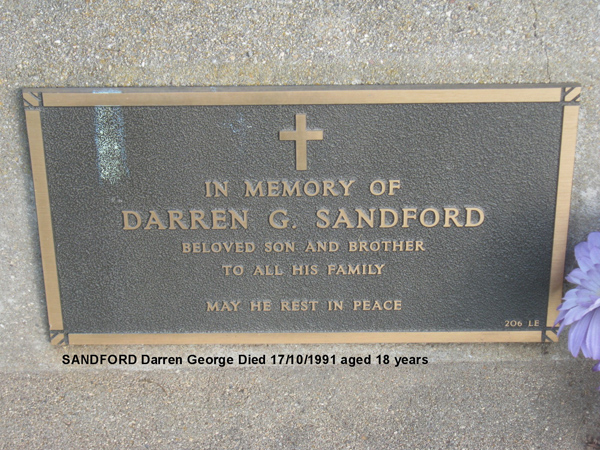 IN MEMORY OF
DARREN G. SANDFORD
BELOVED SON AND BROTHER
TO ALL HIS FAMILY
MAY HE REST IN PEACE
206 LE
SANDFORD Darren George Died 17/10/1991 aged 18 years